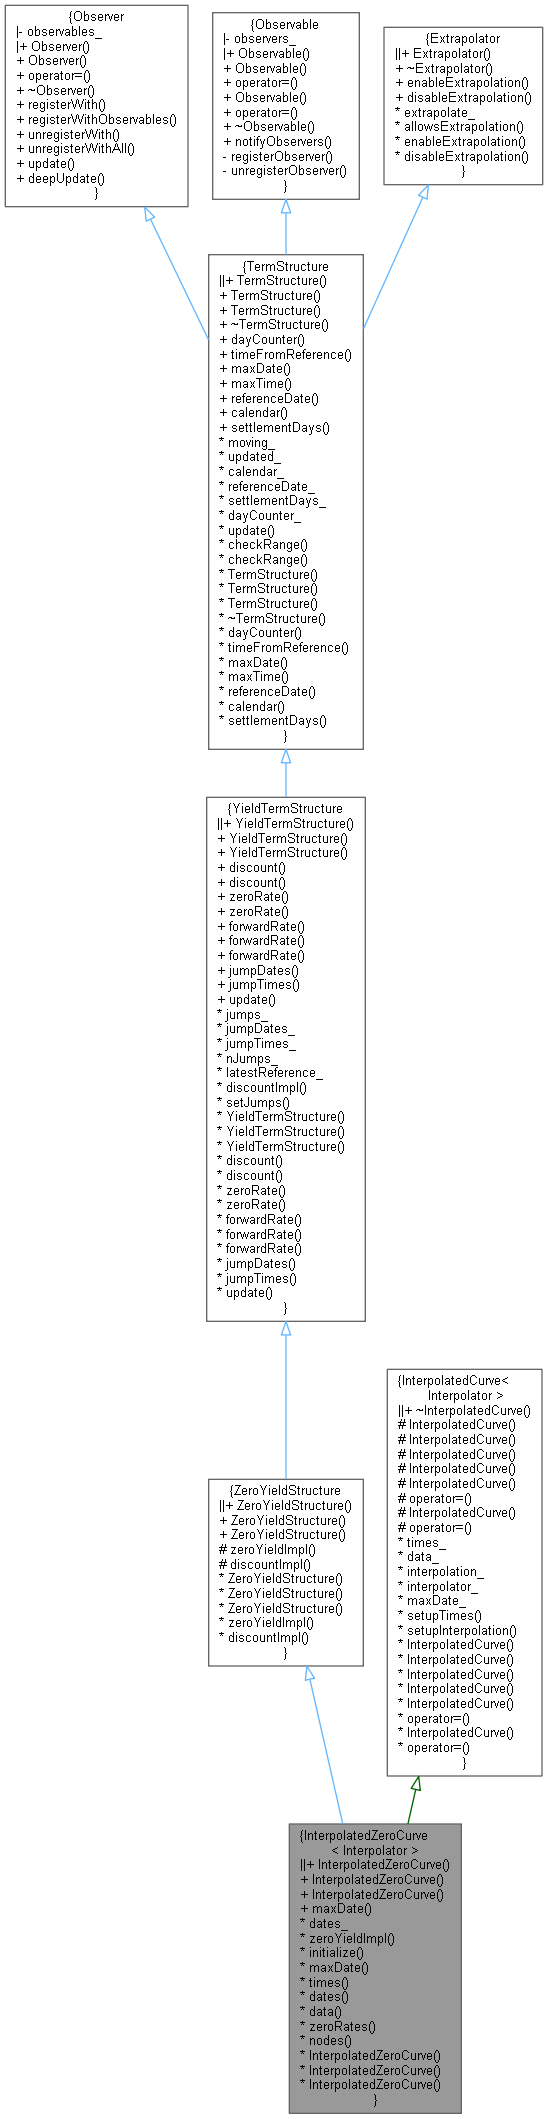 {Observer
|- observables_
|+ Observer()
+ Observer()
+ operator=()
+ ~Observer()
+ registerWith()
+ registerWithObservables()
+ unregisterWith()
+ unregisterWithAll()
+ update()
+ deepUpdate()
}
{Observable
|- observers_
|+ Observable()
+ Observable()
+ operator=()
+ Observable()
+ operator=()
+ ~Observable()
+ notifyObservers()
- registerObserver()
- unregisterObserver()
}
{Extrapolator
||+ Extrapolator()
+ ~Extrapolator()
+ enableExtrapolation()
+ disableExtrapolation()
* extrapolate_
* allowsExtrapolation()
* enableExtrapolation()
* disableExtrapolation()
}
{TermStructure
||+ TermStructure()
+ TermStructure()
+ TermStructure()
+ ~TermStructure()
+ dayCounter()
+ timeFromReference()
+ maxDate()
+ maxTime()
+ referenceDate()
+ calendar()
+ settlementDays()
* moving_
* updated_
* calendar_
* referenceDate_
* settlementDays_
* dayCounter_
* update()
* checkRange()
* checkRange()
* TermStructure()
* TermStructure()
* TermStructure()
* ~TermStructure()
* dayCounter()
* timeFromReference()
* maxDate()
* maxTime()
* referenceDate()
* calendar()
* settlementDays()
}
{YieldTermStructure
||+ YieldTermStructure()
+ YieldTermStructure()
+ YieldTermStructure()
+ discount()
+ discount()
+ zeroRate()
+ zeroRate()
+ forwardRate()
+ forwardRate()
+ forwardRate()
+ jumpDates()
+ jumpTimes()
+ update()
* jumps_
* jumpDates_
* jumpTimes_
* nJumps_
* latestReference_
* discountImpl()
* setJumps()
* YieldTermStructure()
* YieldTermStructure()
* YieldTermStructure()
* discount()
* discount()
* zeroRate()
* zeroRate()
* forwardRate()
* forwardRate()
* forwardRate()
* jumpDates()
* jumpTimes()
* update()
}
{ZeroYieldStructure
||+ ZeroYieldStructure()
+ ZeroYieldStructure()
+ ZeroYieldStructure()
# zeroYieldImpl()
# discountImpl()
* ZeroYieldStructure()
* ZeroYieldStructure()
* ZeroYieldStructure()
* zeroYieldImpl()
* discountImpl()
}
{InterpolatedCurve<
Interpolator >
||+ ~InterpolatedCurve()
# InterpolatedCurve()
# InterpolatedCurve()
# InterpolatedCurve()
# InterpolatedCurve()
# InterpolatedCurve()
# operator=()
# InterpolatedCurve()
# operator=()
* times_
* data_
* interpolation_
* interpolator_
* maxDate_
* setupTimes()
* setupInterpolation()
* InterpolatedCurve()
* InterpolatedCurve()
* InterpolatedCurve()
* InterpolatedCurve()
* InterpolatedCurve()
* operator=()
* InterpolatedCurve()
* operator=()
}
{InterpolatedZeroCurve
< Interpolator >
||+ InterpolatedZeroCurve()
+ InterpolatedZeroCurve()
+ InterpolatedZeroCurve()
+ maxDate()
* dates_
* zeroYieldImpl()
* initialize()
* maxDate()
* times()
* dates()
* data()
* zeroRates()
* nodes()
* InterpolatedZeroCurve()
* InterpolatedZeroCurve()
* InterpolatedZeroCurve()
}